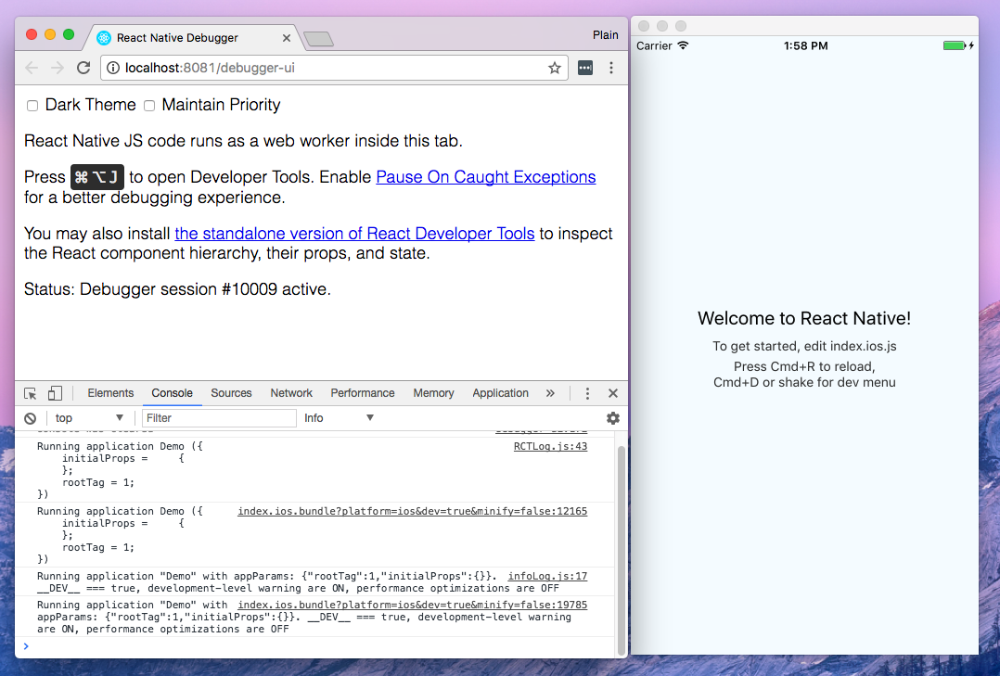 React Native Debugger
Plain
localhost:8081/debugger-ui
Dark Theme Maintain Priority
React Native JS code runs as a web worker inside this tab.
Press ⌘⌥J to open Developer Tools. Enable Pause On Caught Exceptions
for a better debugging experience.
You may also install the standalone version of React Developer Tools to inspect
the React component hierarchy, their props, and state.
Status: Debugger session #10009 active.
Elements Console Sources Network Performance Memory Application »
top Filter Info
Running application Demo ({ RCTLog.js:43
initialProps = {
};
rootTag = 1;
})
Running application Demo ({ index.ios.bundle?platform=ios&dev=true&minify=false:12165
initialProps = {
};
rootTag = 1;
})
Running application "Demo" with appParams: {"rootTag":1,"initialProps":{}}. infoLog.js:17
__DEV__ === true, development-level warning are ON, performance optimizations are OFF
Running application "Demo" with index.ios.bundle?platform=ios&dev=true&minify=false:19785
appParams: {"rootTag":1,"initialProps":{}}. __DEV__ === true, development-level warning
are ON, performance optimizations are OFF
Carrier 1:58 PM
Welcome to React Native!
To get started, edit index.ios.js
Press Cmd+R to reload,
Cmd+D or shake for dev menu